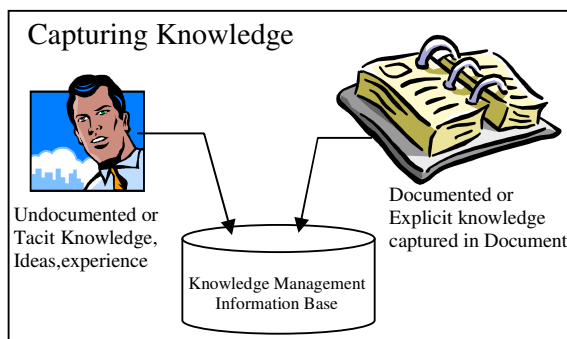 Capturing Knowledge
Undocumented or
Tacit Knowledge,
Ideas,experience
Documented or
Explicit knowledge
captured in Document
Knowledge Management
Information Base